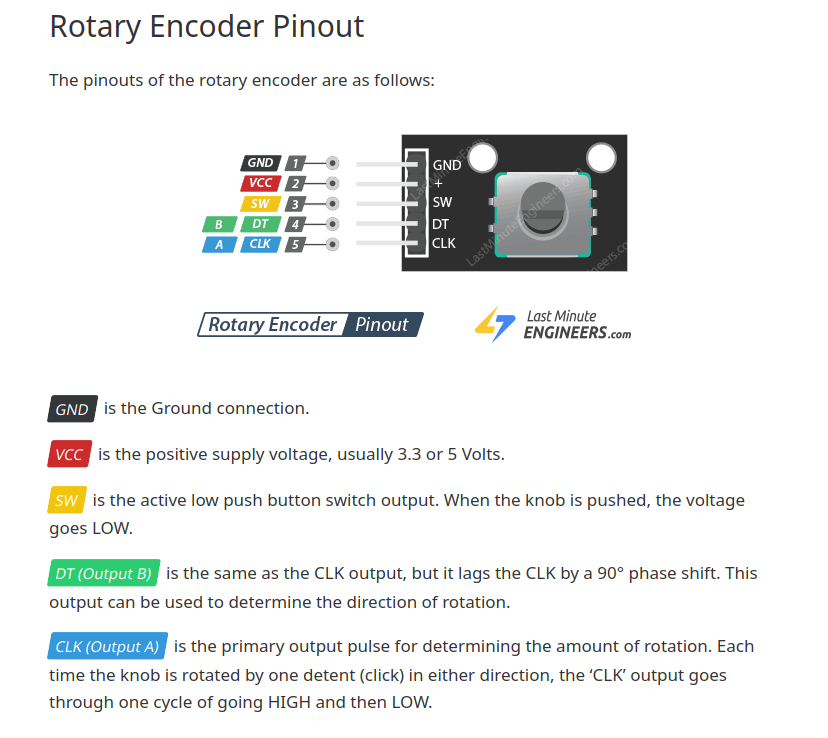 Rotary Encoder Pinout
The pinouts of the rotary encoder are as follows:
GND 1
VCC 2
SW 3
B DT 4
A CLK 5
GND
+
SW
DT
CLK
LastMinuteEngineers.com
Rotary Encoder Pinout
Last Minute
ENGINEERS.com
GND is the Ground connection.
VCC is the positive supply voltage, usually 3.3 or 5 Volts.
SW is the active low push button switch output. When the knob is pushed, the voltage
goes LOW.
DT (Output B) is the same as the CLK output, but it lags the CLK by a 90° phase shift. This
output can be used to determine the direction of rotation.
CLK (Output A) is the primary output pulse for determining the amount of rotation. Each
time the knob is rotated by one detent (click) in either direction, the ‘CLK’ output goes
through one cycle of going HIGH and then LOW.